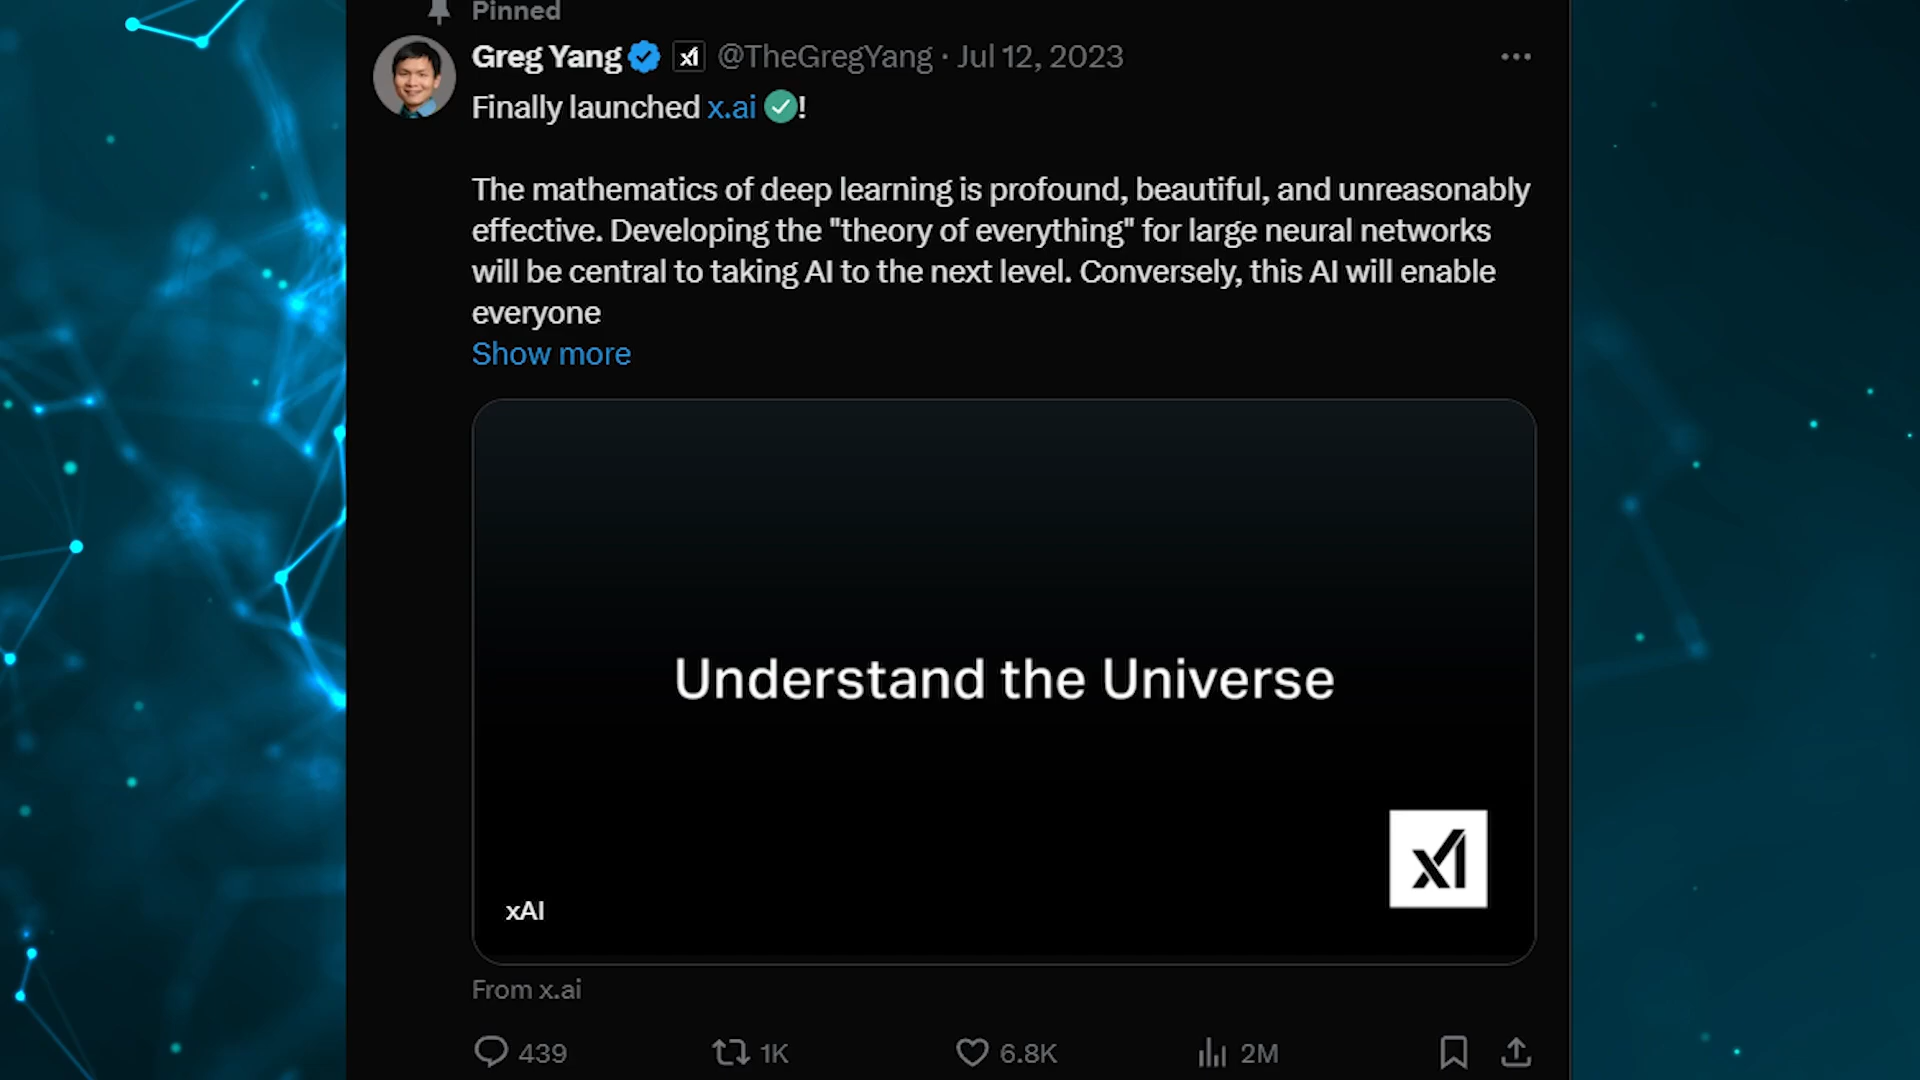 Pinned
Greg Yang xI @TheGregYang · Jul 12, 2023
Finally launched x.ai ✅!
The mathematics of deep learning is profound, beautiful, and unreasonably
effective. Developing the "theory of everything" for large neural networks
will be central to taking AI to the next level. Conversely, this AI will enable
everyone
Show more
Understand the Universe
xI
xAI
From x.ai
439 1K 6.8K 2M